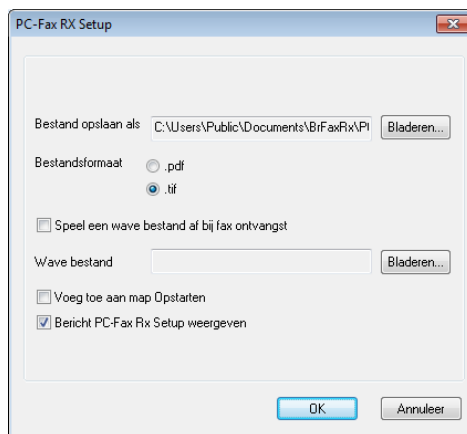 PC-Fax RX Setup
Bestand opslaan als C:\Users\Public\Documents\BrFaxRx\ Bladeren...
Bestandsformaat .pdf
.tif
Speel een wave bestand af bij fax ontvangst
Wave bestand Bladeren...
Voeg toe aan map Opstarten
Bericht PC-Fax Rx Setup weergeven
OK Annuleer